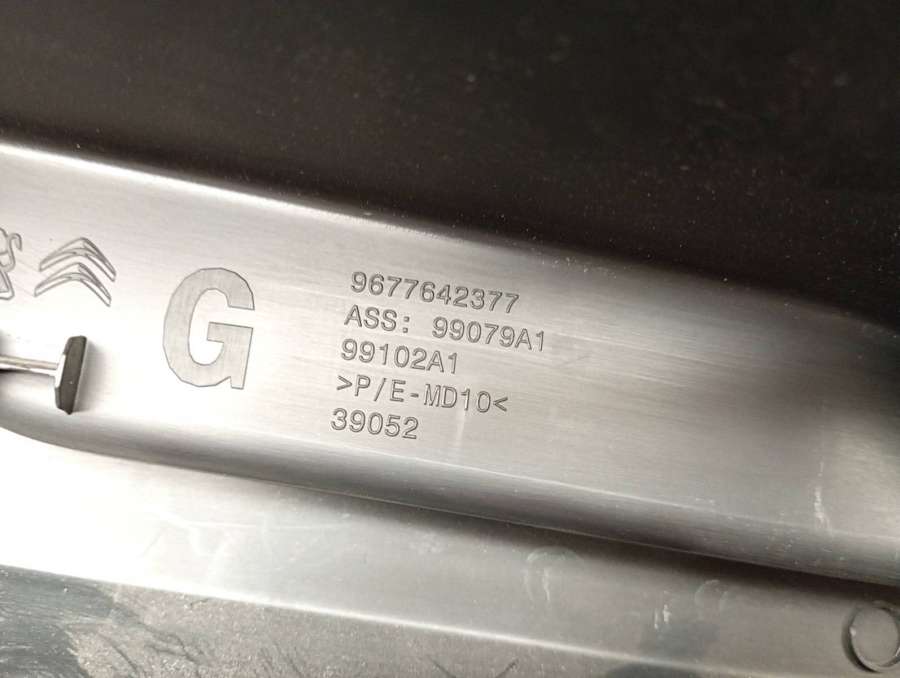 G
9677642377
ASS: 99079A1
99102A1
>P/E-MD10<
39052